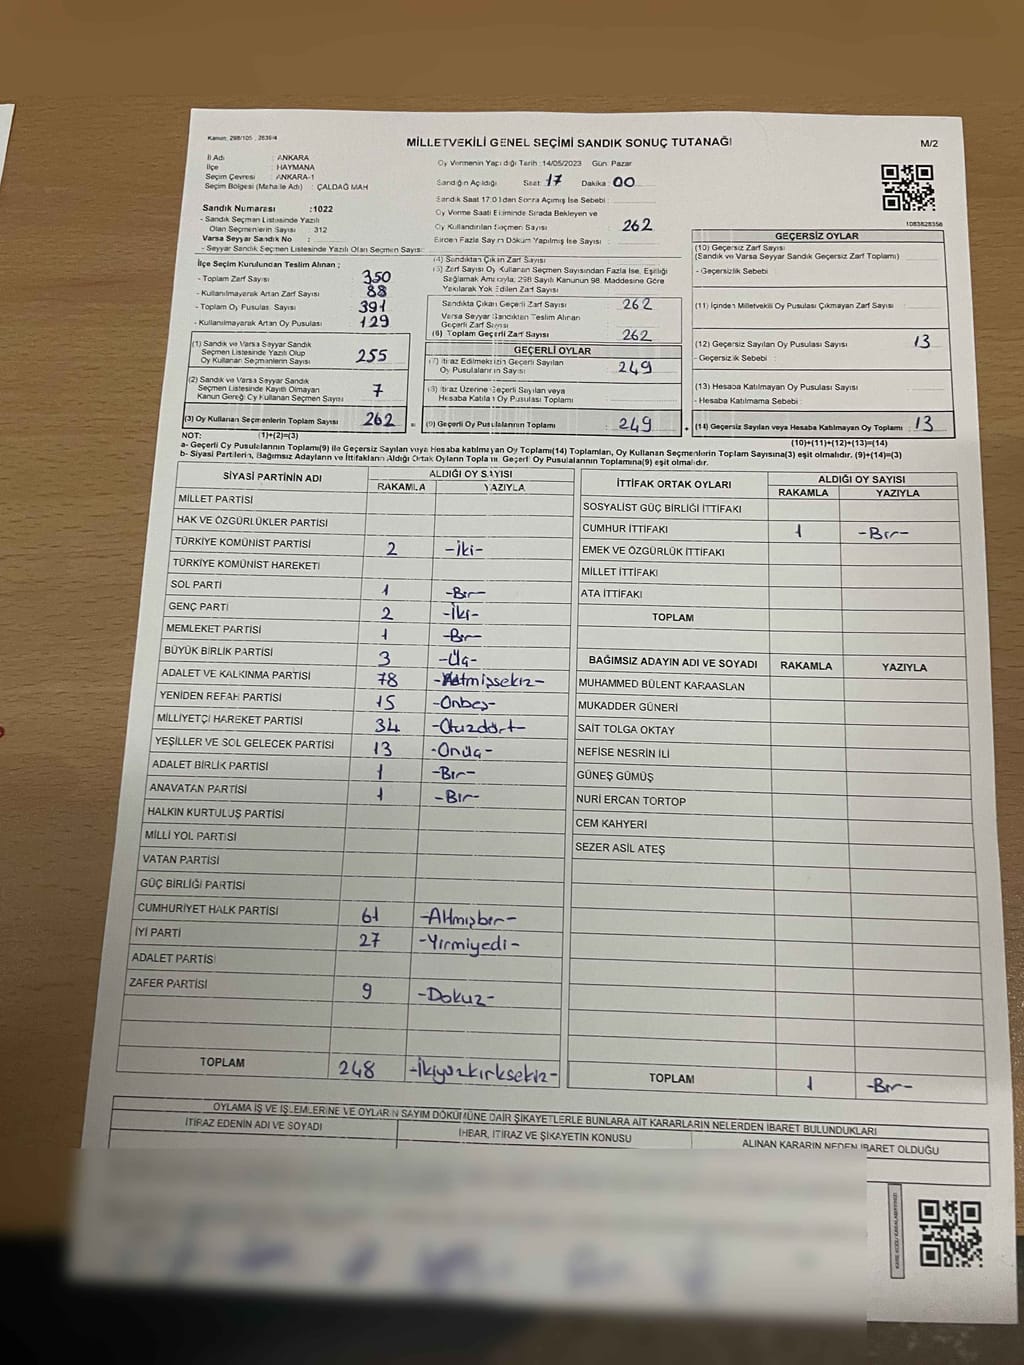 Kanun: 298/105 , 2839/4
MİLLETVEKİLİ GENEL SEÇİMİ SANDIK SONUÇ TUTANAĞI
M/2
İl Adı : ANKARA
İlçe : HAYMANA
Seçim Çevresi : ANKARA-1
Seçim Bölgesi (Mahalle Adı) : ÇALDAĞ MAH
Oy Vermenin Yapıldığı Tarih :14/05/2023 Gün: Pazar
Sandığın Açıldığı Saat: 17 Dakika: 00
Sandık Saat 17:01'dan Sonra Açılmış İse Sebebi :
Oy Verme Saati Bitiminde Sırada Bekleyen ve
Oy Kullandırılan Seçmen Sayısı : 262
Birden Fazla Sayım Döküm Yapılmış İse Sayısı :
Sandık Numarası :1022
- Sandık Seçmen Listesinde Yazılı
Olan Seçmenlerin Sayısı : 312
Varsa Seyyar Sandık No :
- Seyyar Sandık Seçmen Listesinde Yazılı Olan Seçmen Sayısı:
1083828356
İlçe Seçim Kurulundan Teslim Alınan ;
- Toplam Zarf Sayısı : 350
- Kullanılmayarak Artan Zarf Sayısı : 88
- Toplam Oy Pusulası Sayısı : 391
- Kullanılmayarak Artan Oy Pusulası : 129
(1) Sandık ve Varsa Seyyar Sandık
Seçmen Listesinde Yazılı Olup
Oy Kullanan Seçmenlerin Sayısı : 255
(2) Sandık ve Varsa Seyyar Sandık
Seçmen Listesinde Kayıtlı Olmayan
Kanun Gereği Oy Kullanan Seçmen Sayısı : 7
(3) Oy Kullanan Seçmenlerin Toplam Sayısı : 262
(4) Sandıktan Çıkan Zarf Sayısı
(5) Zarf Sayısı Oy Kullanan Seçmen Sayısından Fazla İse, Eşitliği
Sağlamak Amacıyla, 298 Sayılı Kanunun 98. Maddesine Göre
Yakılarak Yok Edilen Zarf Sayısı :
Sandıkta Çıkan Geçerli Zarf Sayısı : 262
Varsa Seyyar Sandıktan Teslim Alınan
Geçerli Zarf Sayısı :
(6) Toplam Geçerli Zarf Sayısı : 262
GEÇERLİ OYLAR
(7) İtiraz Edilmeksizin Geçerli Sayılan
Oy Pusulalarının Sayısı : 249
(8) İtiraz Üzerine Geçerli Sayılan veya
Hesaba Katılan Oy Pusulası Toplamı :
= (9) Geçerli Oy Pusulalarının Toplamı : 249
GEÇERSİZ OYLAR
(10) Geçersiz Zarf Sayısı
(Sandık ve Varsa Seyyar Sandık Geçersiz Zarf Toplamı) :
- Geçersizlik Sebebi :
(11) İçinden Milletvekili Oy Pusulası Çıkmayan Zarf Sayısı :
(12) Geçersiz Sayılan Oy Pusulası Sayısı : 13
- Geçersizlik Sebebi :
(13) Hesaba Katılmayan Oy Pusulası Sayısı :
- Hesaba Katılmama Sebebi :
+ (14) Geçersiz Sayılan veya Hesaba Katılmayan Oy Toplamı : 13
NOT: (1)+(2)=(3)
(10)+(11)+(12)+(13)=(14)
a- Geçerli Oy Pusulalarının Toplamı(9) ile Geçersiz Sayılan veya Hesaba katılmayan Oy Toplamı(14) Toplamları, Oy Kullanan Seçmenlerin Toplam Sayısına(3) eşit olmalıdır. (9)+(14)=(3)
b- Siyasi Partilerin, Bağımsız Adayların ve İttifakların Aldığı Ortak Oyların Toplamı, Geçerli Oy Pusulalarının Toplamına(9) eşit olmalıdır.
SİYASİ PARTİNİN ADI ALDIĞI OY SAYISI
RAKAMLA YAZIYLA
MİLLET PARTİSİ
HAK VE ÖZGÜRLÜKLER PARTİSİ
TÜRKİYE KOMÜNİST PARTİSİ 2 -İki-
TÜRKİYE KOMÜNİST HAREKETİ
SOL PARTİ 1 -Bir-
GENÇ PARTİ 2 -İki-
MEMLEKET PARTİSİ 1 -Bir-
BÜYÜK BİRLİK PARTİSİ 3 -Üç-
ADALET VE KALKINMA PARTİSİ 78 -Yetmişsekiz-
YENİDEN REFAH PARTİSİ 15 -Onbeş-
MİLLİYETÇİ HAREKET PARTİSİ 34 -Otuzdört-
YEŞİLLER VE SOL GELECEK PARTİSİ 13 -Onüç-
ADALET BİRLİK PARTİSİ 1 -Bir-
ANAVATAN PARTİSİ 1 -Bir-
HALKIN KURTULUŞ PARTİSİ
MİLLİ YOL PARTİSİ
VATAN PARTİSİ
GÜÇ BİRLİĞİ PARTİSİ
CUMHURİYET HALK PARTİSİ 61 -Altmışbir-
İYİ PARTİ 27 -Yirmiyedi-
ADALET PARTİSİ
ZAFER PARTİSİ 9 -Dokuz-
TOPLAM 248 -İkiyüzkırksekiz-
İTTİFAK ORTAK OYLARI ALDIĞI OY SAYISI
RAKAMLA YAZIYLA
SOSYALİST GÜÇ BİRLİĞİ İTTİFAKI
CUMHUR İTTİFAKI 1 -Bir-
EMEK VE ÖZGÜRLÜK İTTİFAKI
MİLLET İTTİFAKI
ATA İTTİFAKI
TOPLAM
BAĞIMSIZ ADAYIN ADI VE SOYADI RAKAMLA YAZIYLA
MUHAMMED BÜLENT KARAASLAN
MUKADDER GÜNERİ
SAİT TOLGA OKTAY
NEFİSE NESRİN İLİ
GÜNEŞ GÜMÜŞ
NURİ ERCAN TORTOP
CEM KAHYERİ
SEZER ASİL ATEŞ
TOPLAM 1 -Bir-
OYLAMA İŞ VE İŞLEMLERİNE VE OYLARIN SAYIM DÖKÜMÜNE DAİR ŞİKAYETLERLE BUNLARA AİT KARARLARIN NELERDEN İBARET BULUNDUKLARI
İTİRAZ EDENİN ADI VE SOYADI İHBAR, İTİRAZ VE ŞİKAYETİN KONUSU ALINAN KARARIN NEDEN İBARET OLDUĞU